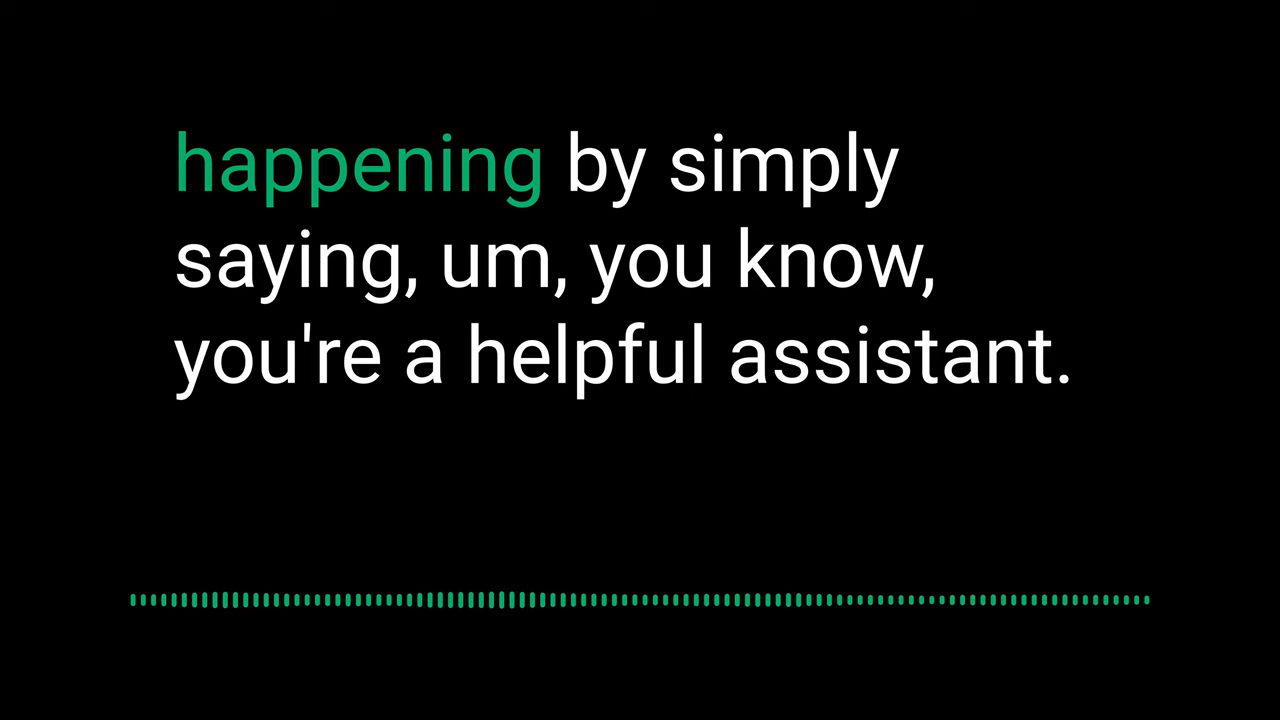 happening by simply
saying, um, you know,
you're a helpful assistant.